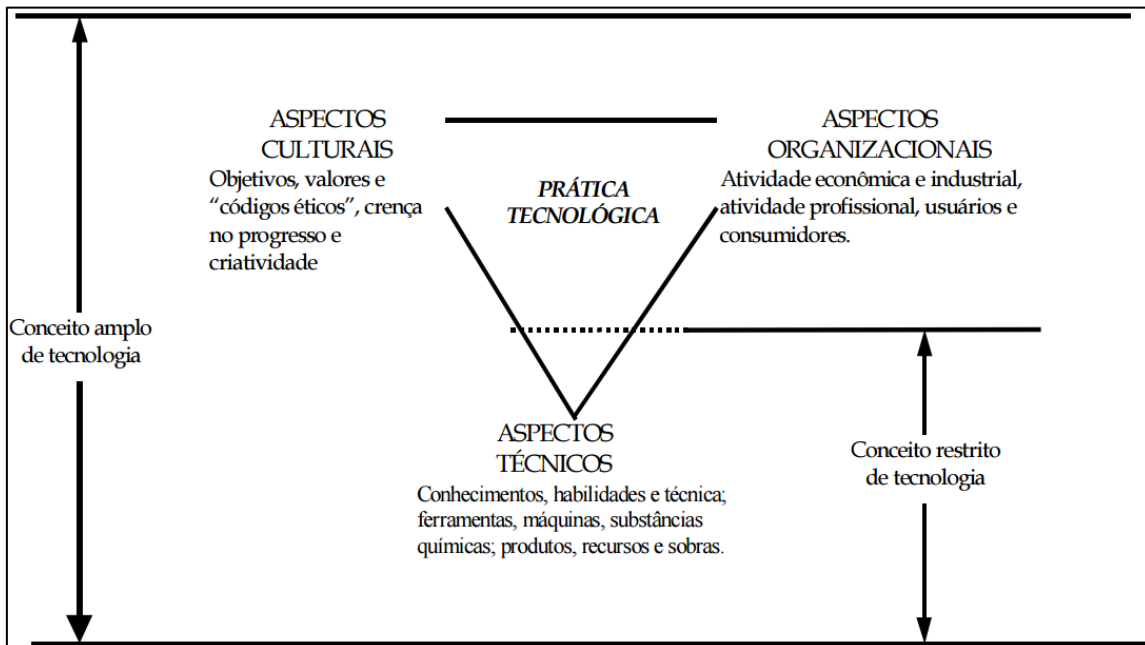 ASPECTOS
CULTURAIS
Objetivos, valores e
“códigos éticos”, crença
no progresso e
criatividade
PRÁTICA
TECNOLÓGICA
ASPECTOS
ORGANIZACIONAIS
Atividade econômica e industrial,
atividade profissional, usuários e
consumidores.
Conceito amplo
de tecnologia
ASPECTOS
TÉCNICOS
Conhecimentos, habilidades e técnica;
ferramentas, máquinas, substâncias
químicas; produtos, recursos e sobras.
Conceito restrito
de tecnologia